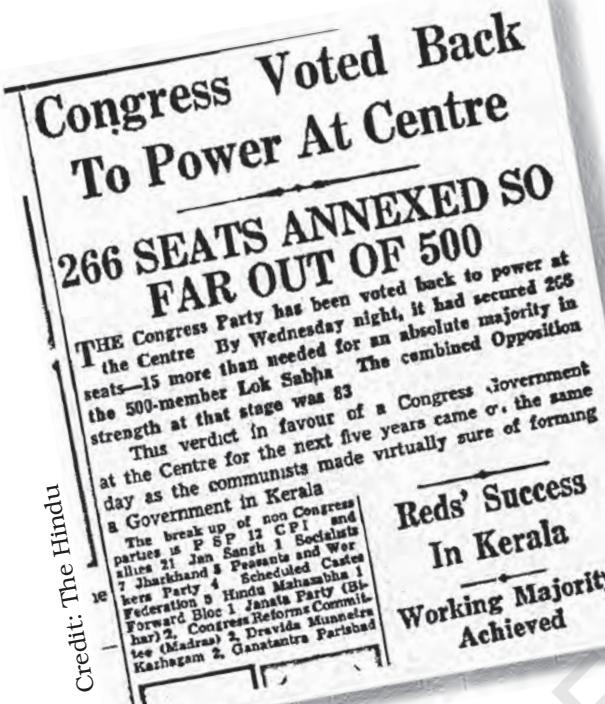 Congress Voted Back
To Power At Centre
266 SEATS ANNEXED SO
FAR OUT OF 500
THE Congress Party has been voted back to power at
the Centre By Wednesday night, it had secured 266
seats—15 more than needed for an absolute majority in
the 500-member Lok Sabha The combined Opposition
strength at that stage was 83
This verdict in favour of a Congress Government
at the Centre for the next five years came the same
day as the communists made virtually sure of forming
a Government in Kerala
The break up of non Congress
parties is P S P 12 C P I and
allies 21 Jan Sangh 1 Socialists
7 Jharkhand 5 Peasants and Wor
kers Party 4 Scheduled Castes
Federation 5 Hindu Mahasabha 1
Forward Bloc 1 Janata Party (Bi-
har) 2, Congress Reforms Commit-
tee (Madras) 2, Dravida Munnetra
Kazhagam 2, Ganatantra Parishad
Reds' Success
In Kerala
Working Majority
Achieved
he
Credit: The Hindu